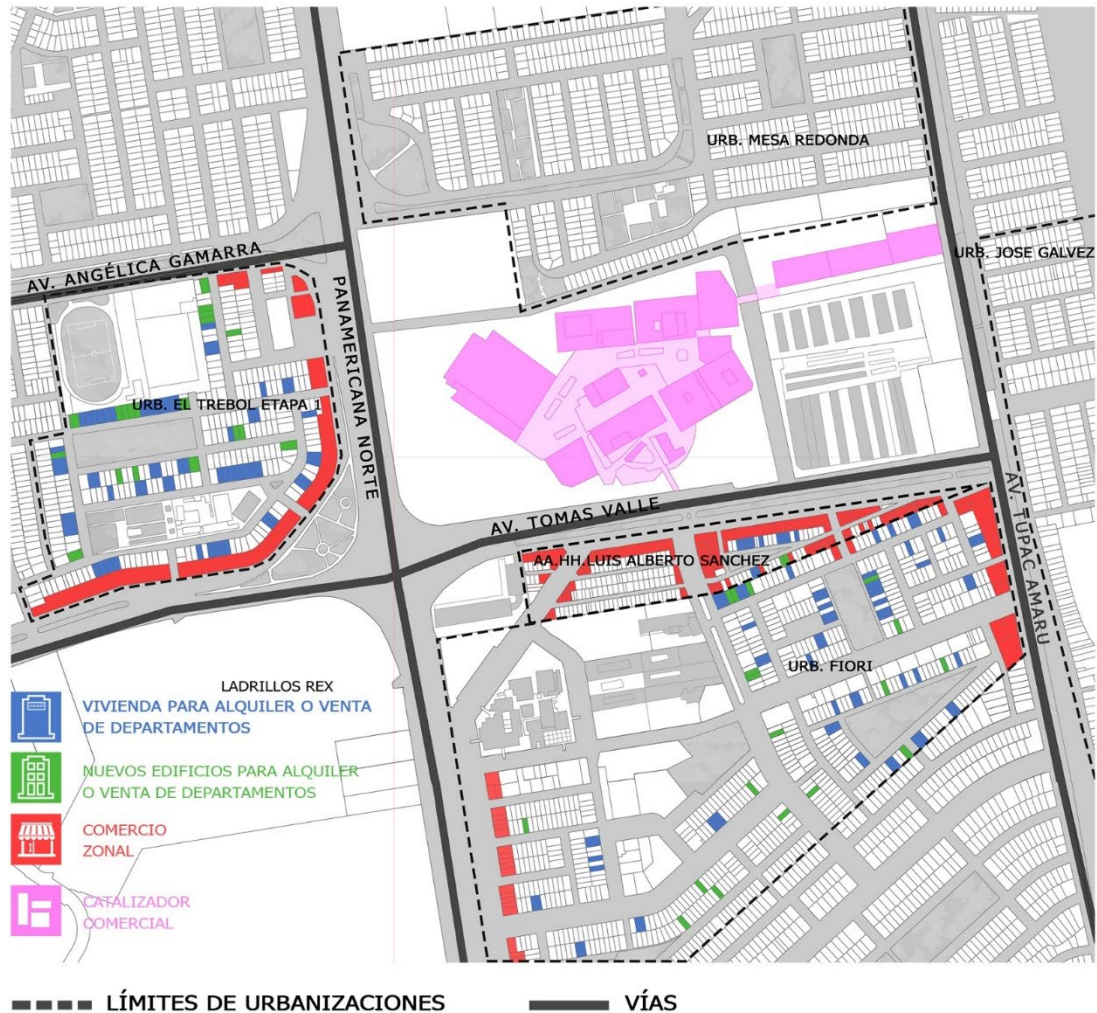 URB. MESA REDONDA
AV. ANGÉLICA GAMARRA
URB. JOSE GALVEZ
PANAMERICANA NORTE
URB. EL TREBOL ETAPA 1
AV. TOMAS VALLE
AV. TUPAC AMARU
AA.HH.LUIS ALBERTO SANCHEZ
URB. FIORI
LADRILLOS REX
VIVIENDA PARA ALQUILER O VENTA
DE DEPARTAMENTOS
NUEVOS EDIFICIOS PARA ALQUILER
O VENTA DE DEPARTAMENTOS
COMERCIO
ZONAL
CATALIZADOR
COMERCIAL
LÍMITES DE URBANIZACIONES
VÍAS